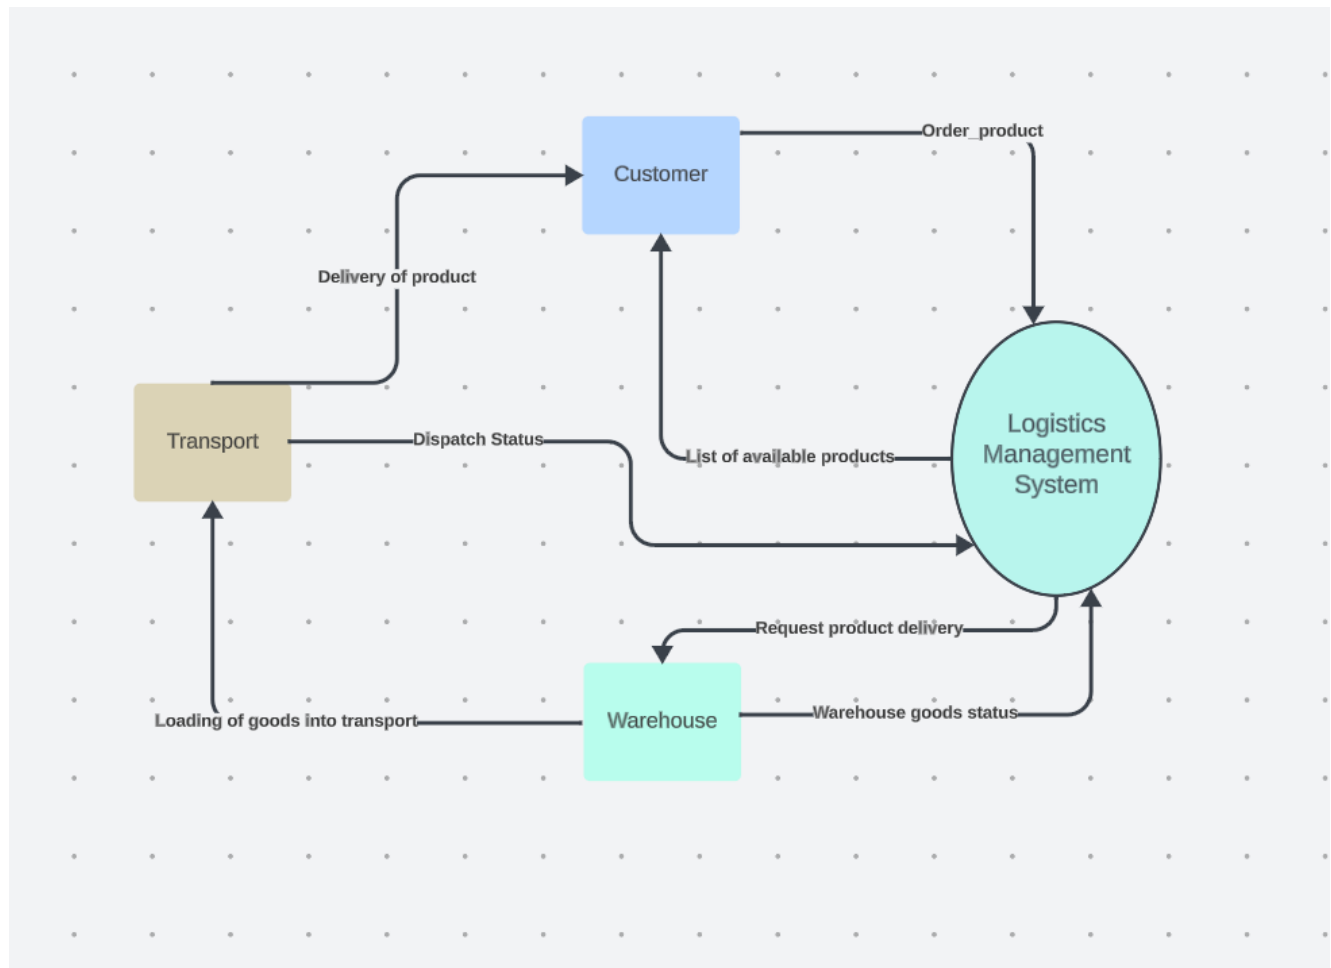 Order_product
Customer
Delivery of product
Logistics
Management
System
Transport
Dispatch Status
List of available products
Request product delivery
Warehouse goods status
Loading of goods into transport
Warehouse